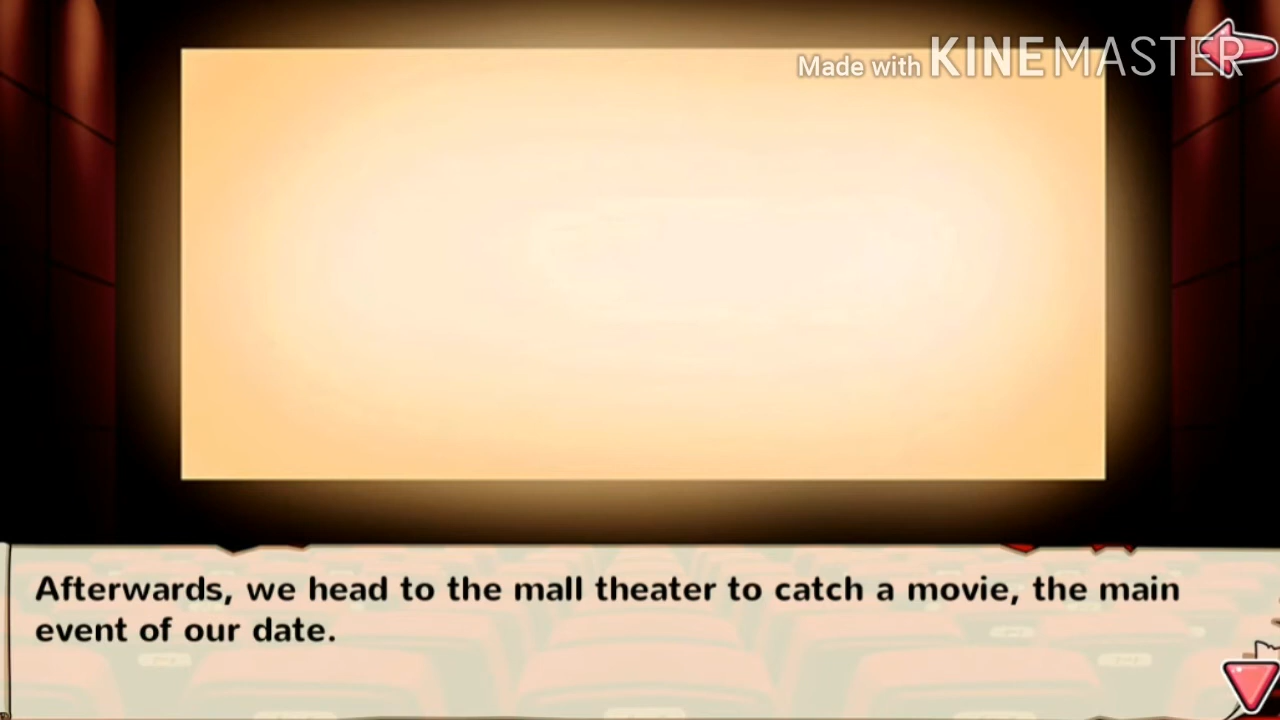 Made with KINEMASTER
Afterwards, we head to the mall theater to catch a movie, the main
event of our date.